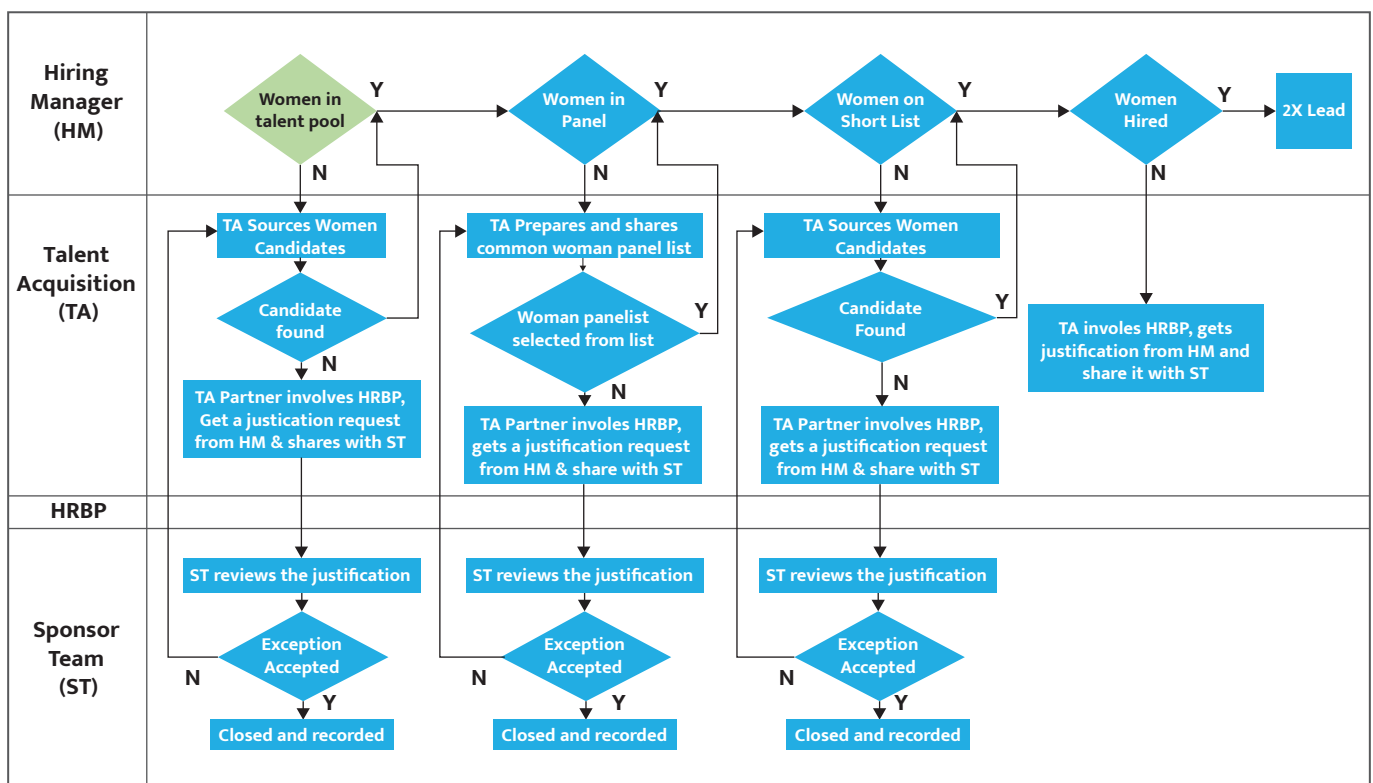 Hiring
Manager
(HM)
Women in
talent pool
Y
N
Women in
Panel
Y
N
Women on
Short List
Y
N
Women
Hired
Y
N
2X Lead
Talent
Acquisition
(TA)
TA Sources Women
Candidates
Candidate
found
N
TA Partner involves HRBP,
Get a justication request
from HM & shares with ST
TA Prepares and shares
common woman panel list
Woman panelist
selected from list
Y
N
TA Partner involes HRBP,
gets a justification request
from HM & share with ST
TA Sources Women
Candidates
Candidate
Found
Y
N
TA Partner involves HRBP,
gets a justification request
from HM & share with ST
TA involes HRBP, gets
justification from HM and
share it with ST
HRBP
Sponsor
Team
(ST)
ST reviews the justification
Exception
Accepted
N
Y
Closed and recorded
ST reviews the justification
Exception
Accepted
N
Y
Closed and recorded
ST reviews the justification
Exception
Accepted
N
Y
Closed and recorded